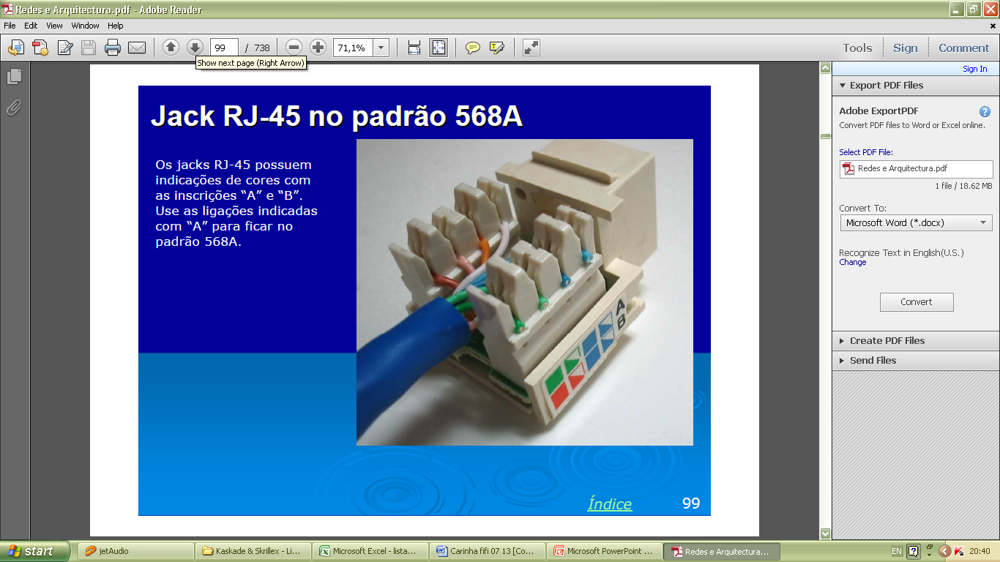 Redes e Arquitectura.pdf - Adobe Reader
File Edit View Window Help
99 / 738 71,1% Tools Sign Comment
Show next page (Right Arrow)
Sign In
Export PDF Files
Adobe ExportPDF
Convert PDF files to Word or Excel online.
Select PDF File:
Redes e Arquitectura.pdf
1 file / 18.62 MB
Convert To:
Microsoft Word (*.docx)
Recognize Text in English(U.S.)
Change
Convert
Create PDF Files
Send Files
Jack RJ-45 no padrão 568A
Os jacks RJ-45 possuem
indicações de cores com
as inscrições “A” e “B”.
Use as ligações indicadas
com “A” para ficar no
padrão 568A.
A
B
Índice 99
start jetAudio Kaskade & Skrillex - Li... Microsoft Excel - lista... Carinha fifi 07 13 [Co... Microsoft PowerPoint ... Redes e Arquitectura... EN 20:40